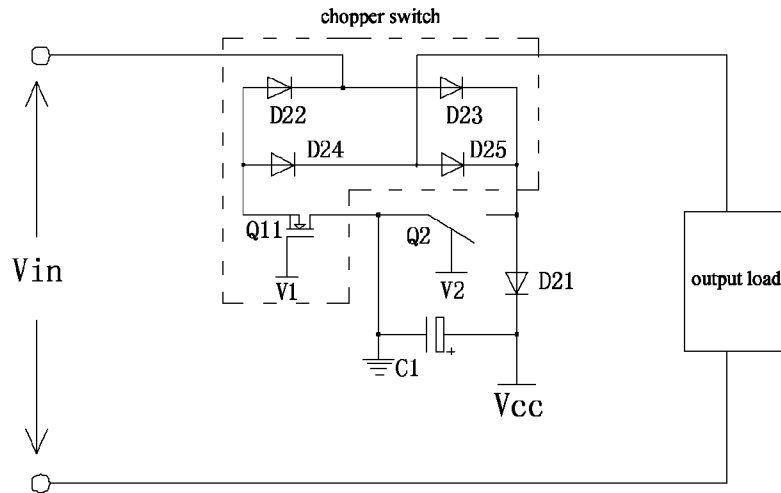 chopper switch
D22
D23
D24
D25
Q11
Q2
V1
V2
D21
Vin
output load
C1
+
Vcc